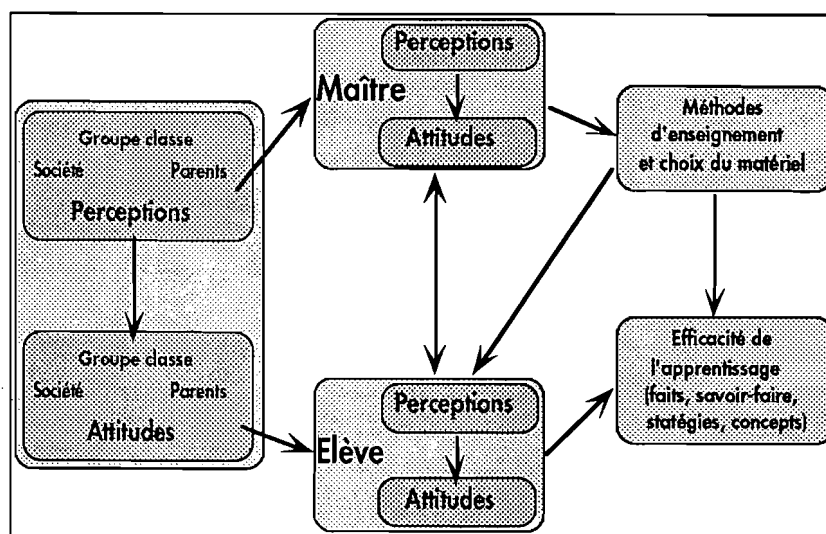 Groupe classe
Société Parents
Perceptions
Groupe classe
Société Parents
Attitudes
Maître
Perceptions
Attitudes
Elève
Perceptions
Attitudes
Méthodes
d'enseignement
et choix du matériel
Efficacité de
l'apprentissage
(faits, savoir-faire,
statégies, concepts)